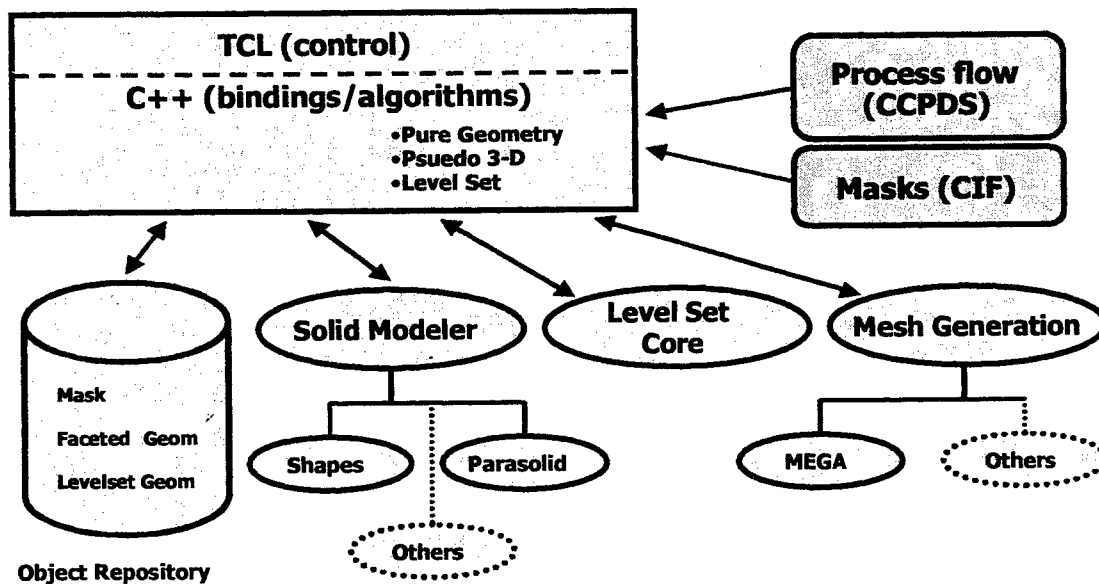 TCL (control)
C++ (bindings/algorithms)
•Pure Geometry
•Psuedo 3-D
•Level Set
Process flow
(CCPDS)
Masks (CIF)
Solid Modeler
Level Set
Core
Mesh Generation
Mask
Faceted Geom
Levelset Geom
Shapes
Parasolid
Others
MEGA
Others
Object Repository